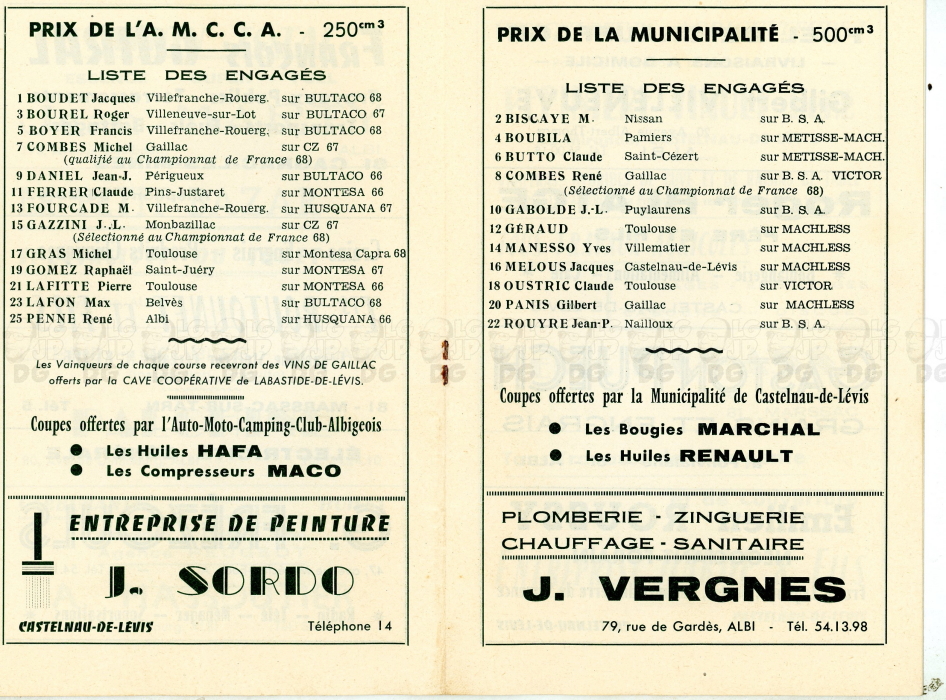 PRIX DE L'A. M. C. C. A. - 250cm3
LISTE DES ENGAGÉS
1 BOUDET Jacques Villefranche-Rouerg. sur BULTACO 68
3 BOUREL Roger Villeneuve-sur-Lot sur BULTACO 67
5 BOYER Francis Villefranche-Rouerg. sur BULTACO 68
7 COMBES Michel Gaillac sur CZ 67
(qualifié au Championnat de France 68)
9 DANIEL Jean-J. Périgueux sur BULTACO 66
11 FERRER Claude Pins-Justaret sur MONTESA 66
13 FOURCADE M. Villefranche-Rouerg. sur HUSQUANA 67
15 GAZZINI J.-L. Monbazillac sur CZ 67
(Sélectionné au Championnat de France 68)
17 GRAS Michel Toulouse sur Montesa Capra 68
19 GOMEZ Raphaël Saint-Juéry sur MONTESA 67
21 LAFITTE Pierre Toulouse sur MONTESA 66
23 LAFON Max Belvès sur BULTACO 68
25 PENNE René Albi sur HUSQUANA 66
Les Vainqueurs de chaque course recevront des VINS DE GAILLAC
offerts par la CAVE COOPÉRATIVE de LABASTIDE-DE-LÉVIS.
Coupes offertes par l'Auto-Moto-Camping-Club-Albigeois
● Les Huiles HAFA
● Les Compresseurs MACO
ENTREPRISE DE PEINTURE
J. SORDO
CASTELNAU-DE-LÉVIS Téléphone 14
PRIX DE LA MUNICIPALITÉ - 500cm3
LISTE DES ENGAGÉS
2 BISCAYE M. Nissan sur B. S. A.
4 BOUBILA Pamiers sur METISSE-MACH.
6 BUTTO Claude Saint-Cézert sur METISSE-MACH.
8 COMBES René Gaillac sur B. S. A. VICTOR
(Sélectionné au Championnat de France 68)
10 GABOLDE J.-L. Puylaurens sur B. S. A.
12 GÉRAUD Toulouse sur MACHLESS
14 MANESSO Yves Villematier sur MACHLESS
16 MELOUS Jacques Castelnau-de-Lévis sur MACHLESS
18 OUSTRIC Claude Toulouse sur VICTOR
20 PANIS Gilbert Gaillac sur MACHLESS
22 ROUYRE Jean-P. Nailloux sur B. S. A.
Coupes offertes par la Municipalité de Castelnau-de-Lévis
● Les Bougies MARCHAL
● Les Huiles RENAULT
PLOMBERIE - ZINGUERIE
CHAUFFAGE - SANITAIRE
J. VERGNES
79, rue de Gardès, ALBI - Tél. 54.13.98